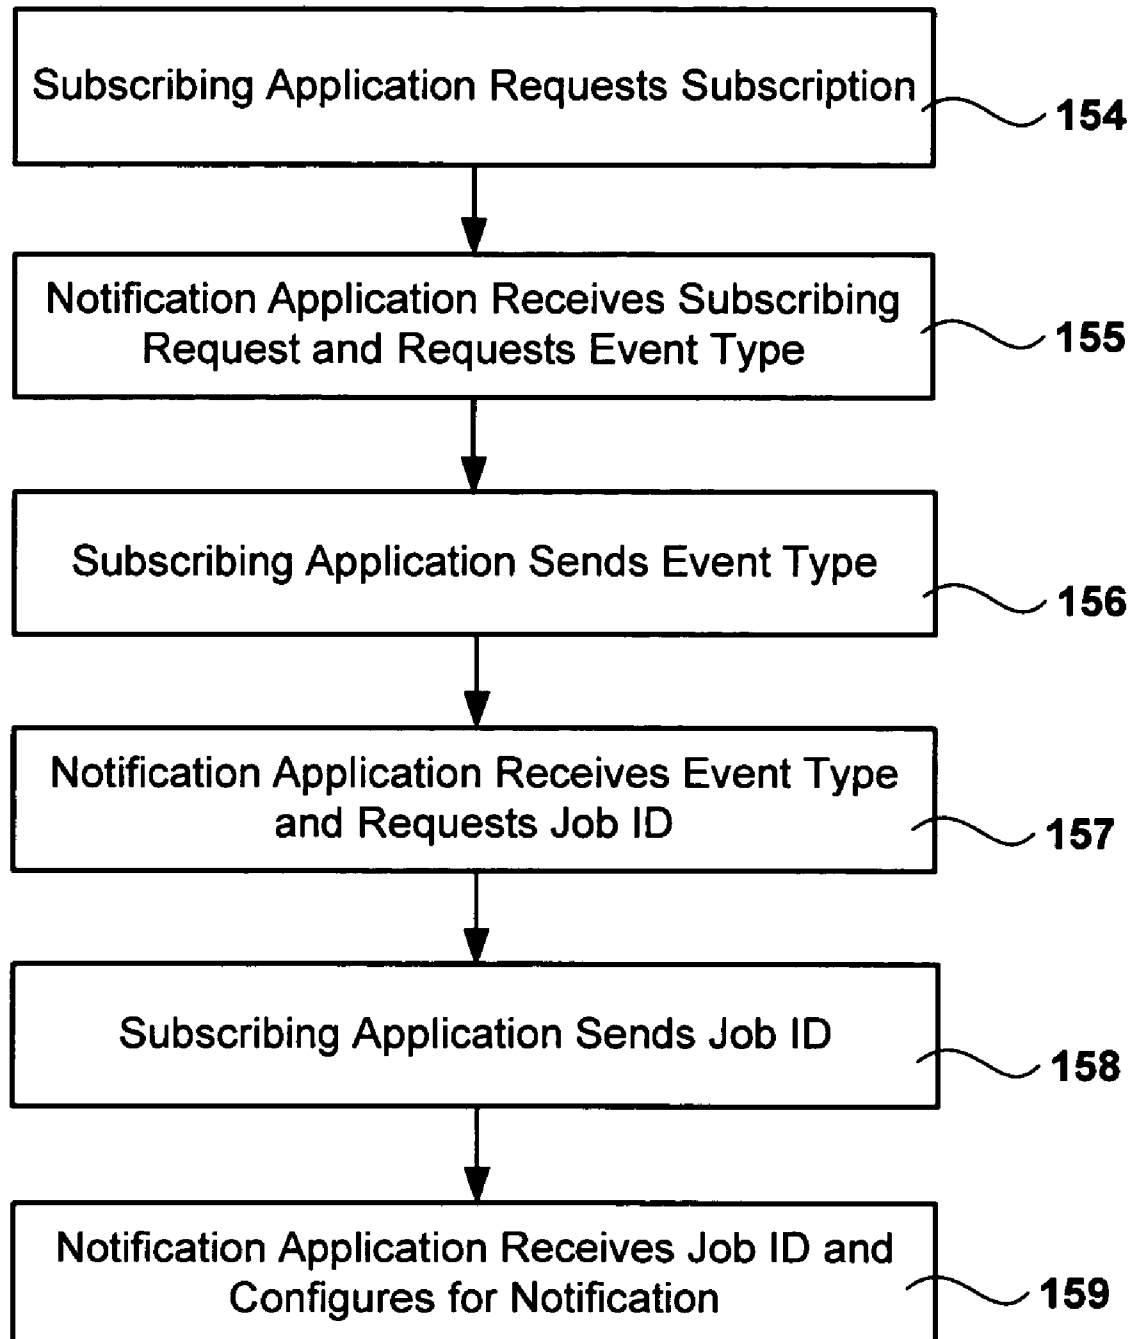 Subscribing Application Requests Subscription
154
Notification Application Receives Subscribing
Request and Requests Event Type
155
Subscribing Application Sends Event Type
156
Notification Application Receives Event Type
and Requests Job ID
157
Subscribing Application Sends Job ID
158
Notification Application Receives Job ID and
Configures for Notification
159